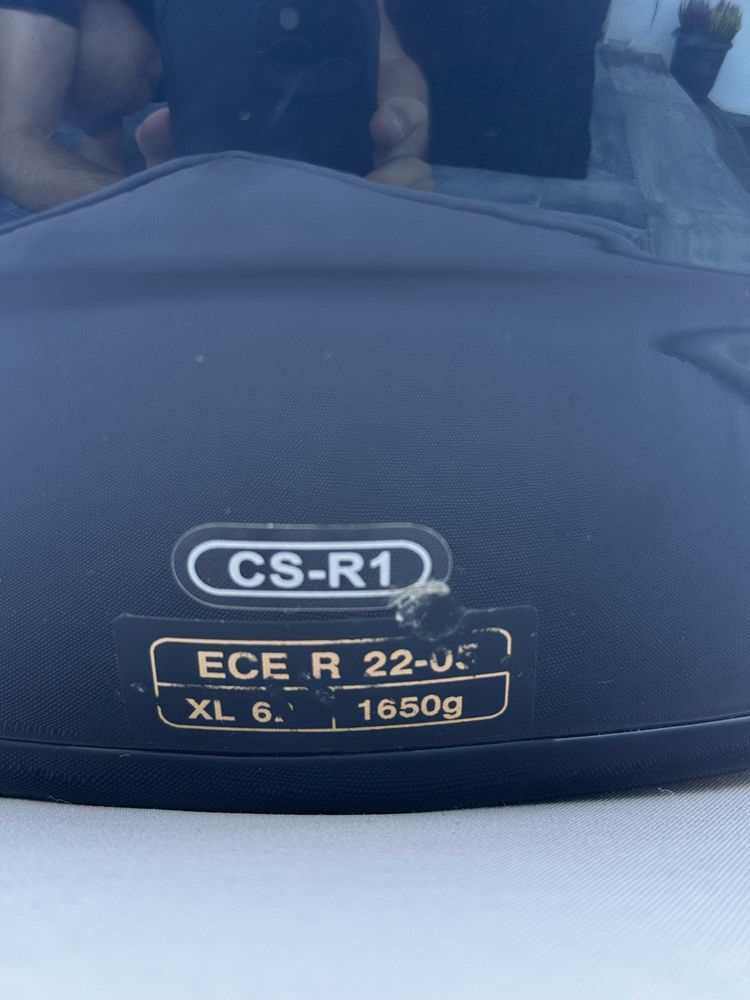 CS-R1
ECE R 22-05
XL 1650g